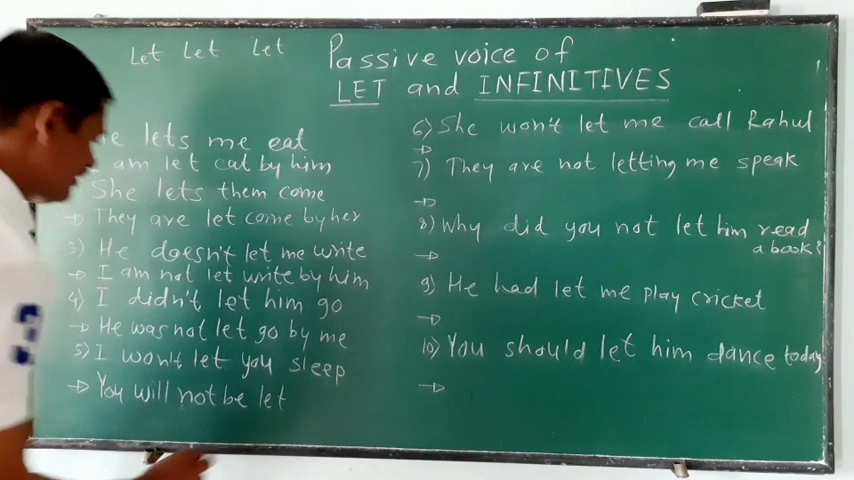 Let Let Let
Passive voice of
LET and INFINITIVES
lets me eat
am let eat by him
She lets them come
→ They are let come by her
3) He doesn't let me write
→ I am not let write by him
4) I didn't let him go
→ He was not let go by me
5) I won't let you sleep
→ You will not be let
6) She won't let me call Rahul
→
7) They are not letting me speak
→
8) Why did you not let him read
a book?
→
9) He had let me play cricket
→
10) You should let him dance today
→